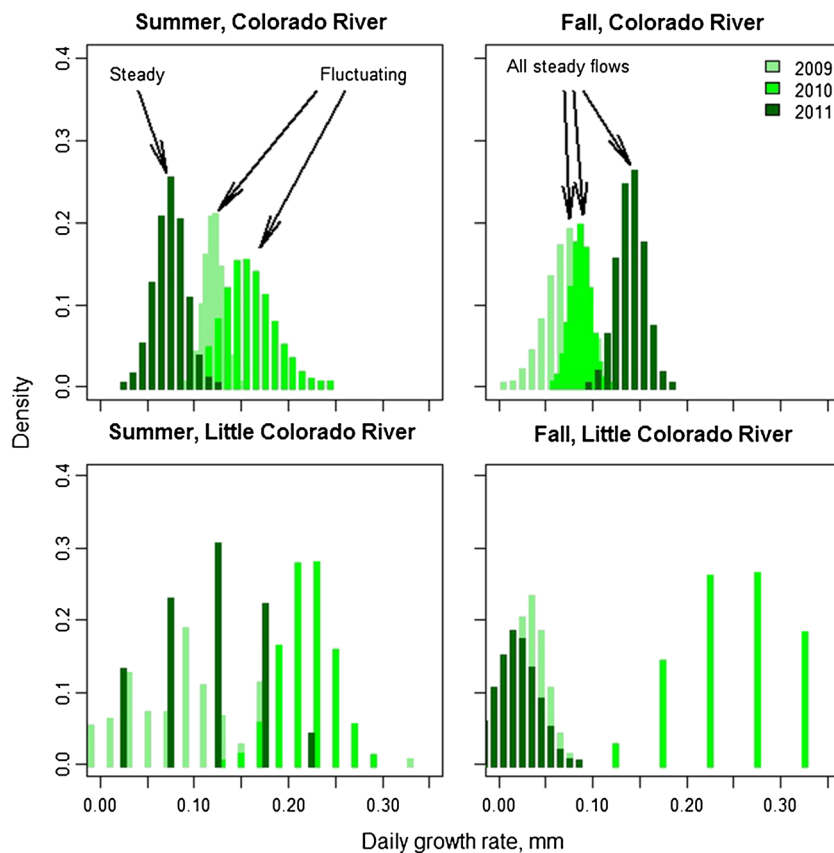 Summer, Colorado River
Fall, Colorado River
Steady
Fluctuating
All steady flows
2009
2010
2011
0.4
0.3
0.2
0.1
0.0
Density
Summer, Little Colorado River
Fall, Little Colorado River
0.4
0.3
0.2
0.1
0.0
0.00 0.10 0.20 0.30
0.00 0.10 0.20 0.30
Daily growth rate, mm